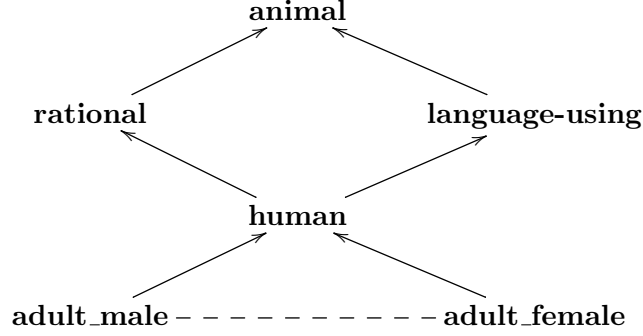 animal
rational language-using
human
adult_male adult_female